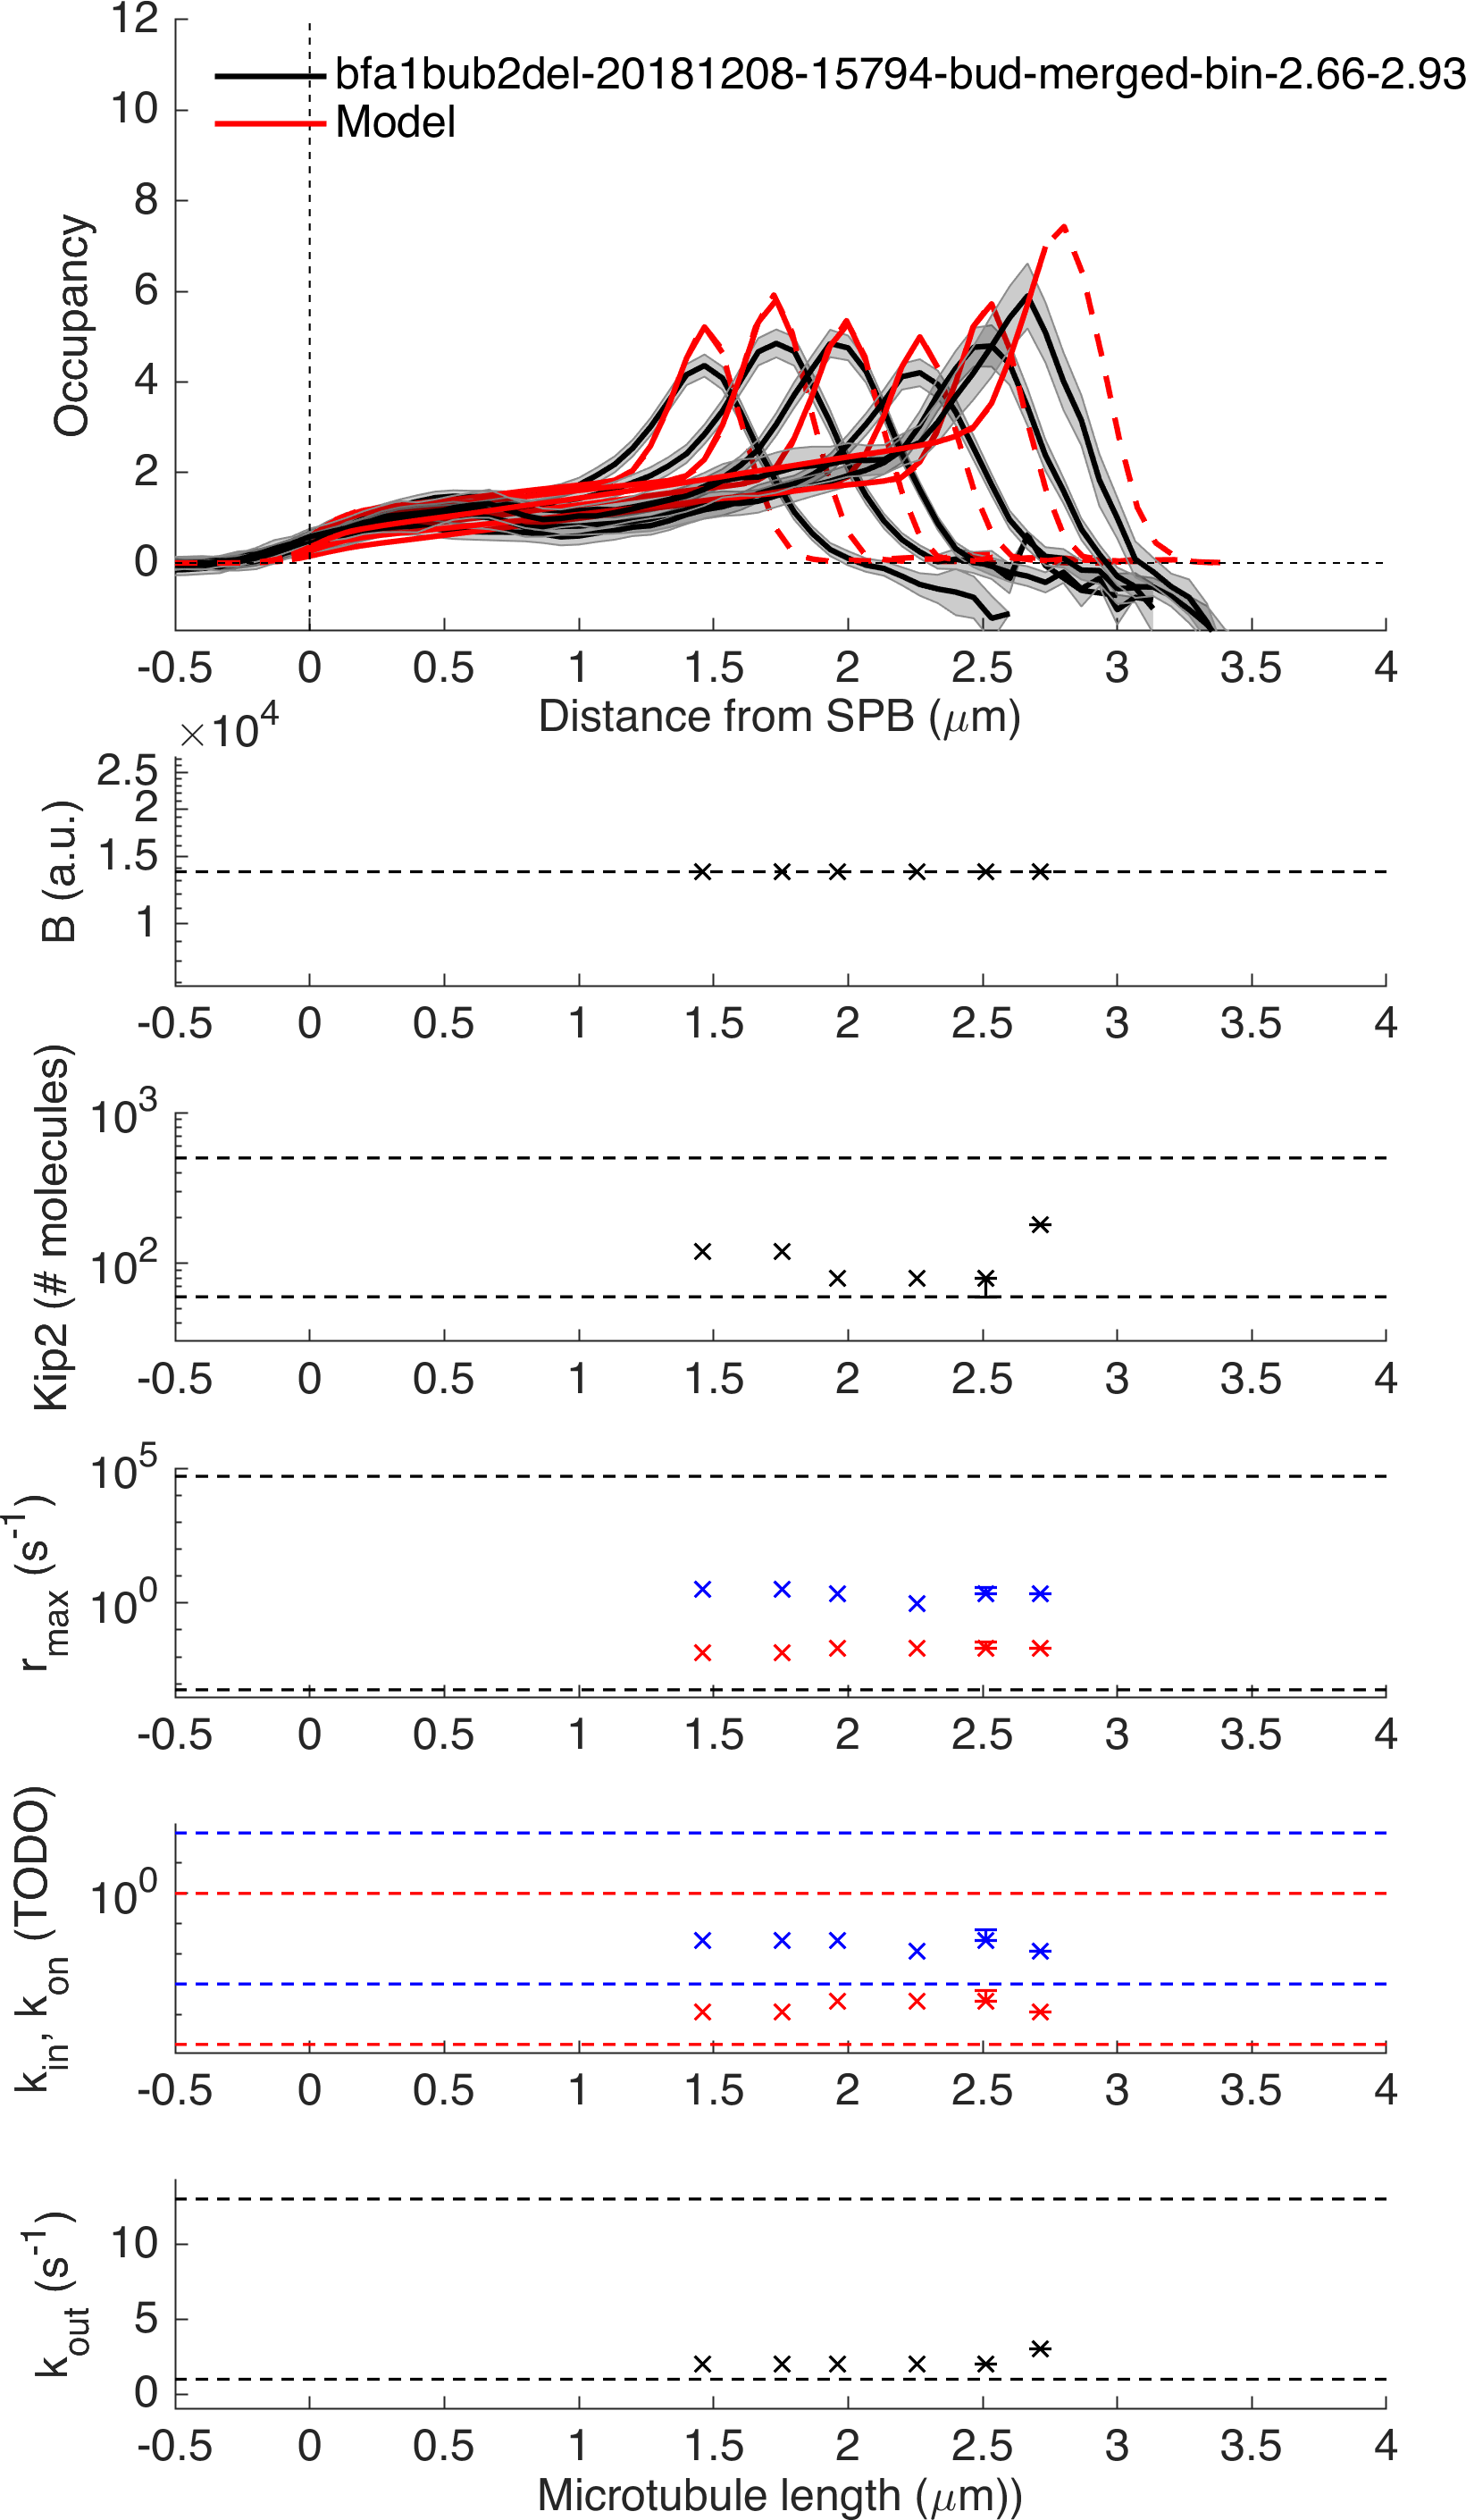 12
10
8
6
4
2
0
Occupancy
bfa1bub2del-20181208-15794-bud-merged-bin-2.66-2.93
Model
-0.5 0 0.5 1 1.5 2 2.5 3 3.5 4
Distance from SPB (μm)
×10^4
2.5
2
1.5
1
B (a.u.)
-0.5 0 0.5 1 1.5 2 2.5 3 3.5 4
10^3
10^2
Kip2 (# molecules)
-0.5 0 0.5 1 1.5 2 2.5 3 3.5 4
10^5
10^0
r_max (s^-1)
-0.5 0 0.5 1 1.5 2 2.5 3 3.5 4
10^0
k_in, k_on (TODO)
-0.5 0 0.5 1 1.5 2 2.5 3 3.5 4
10
5
0
k_out (s^-1)
-0.5 0 0.5 1 1.5 2 2.5 3 3.5 4
Microtubule length (μm))